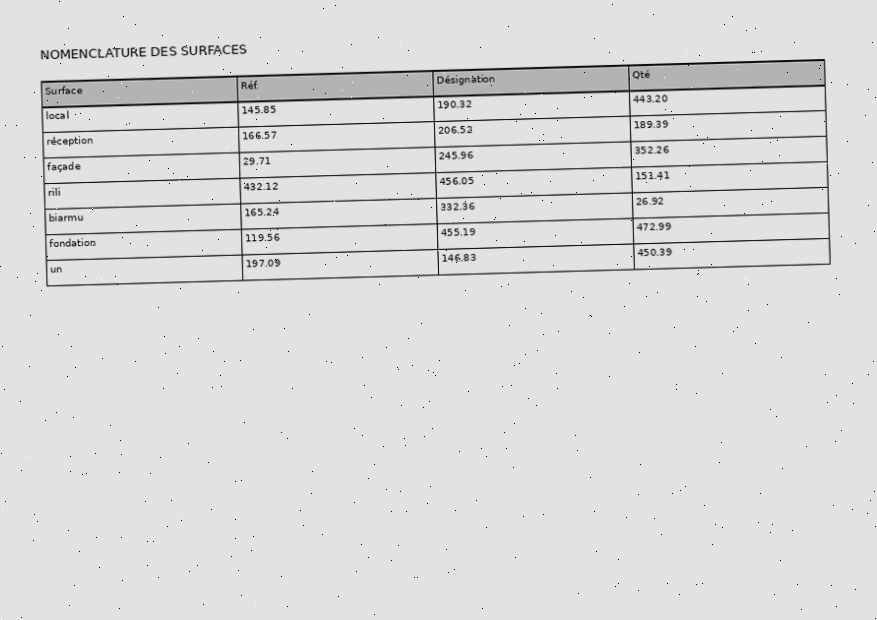 NOMENCLATURE DES SURFACES
Surface Réf. Désignation Qté
local 145.85 190.32 443.20
réception 166.57 206.52 189.39
façade 29.71 245.96 352.26
rili 432.12 456.05 151.41
biarmu 165.24 332.36 26.92
fondation 119.56 455.19 472.99
un 197.09 146.83 450.39